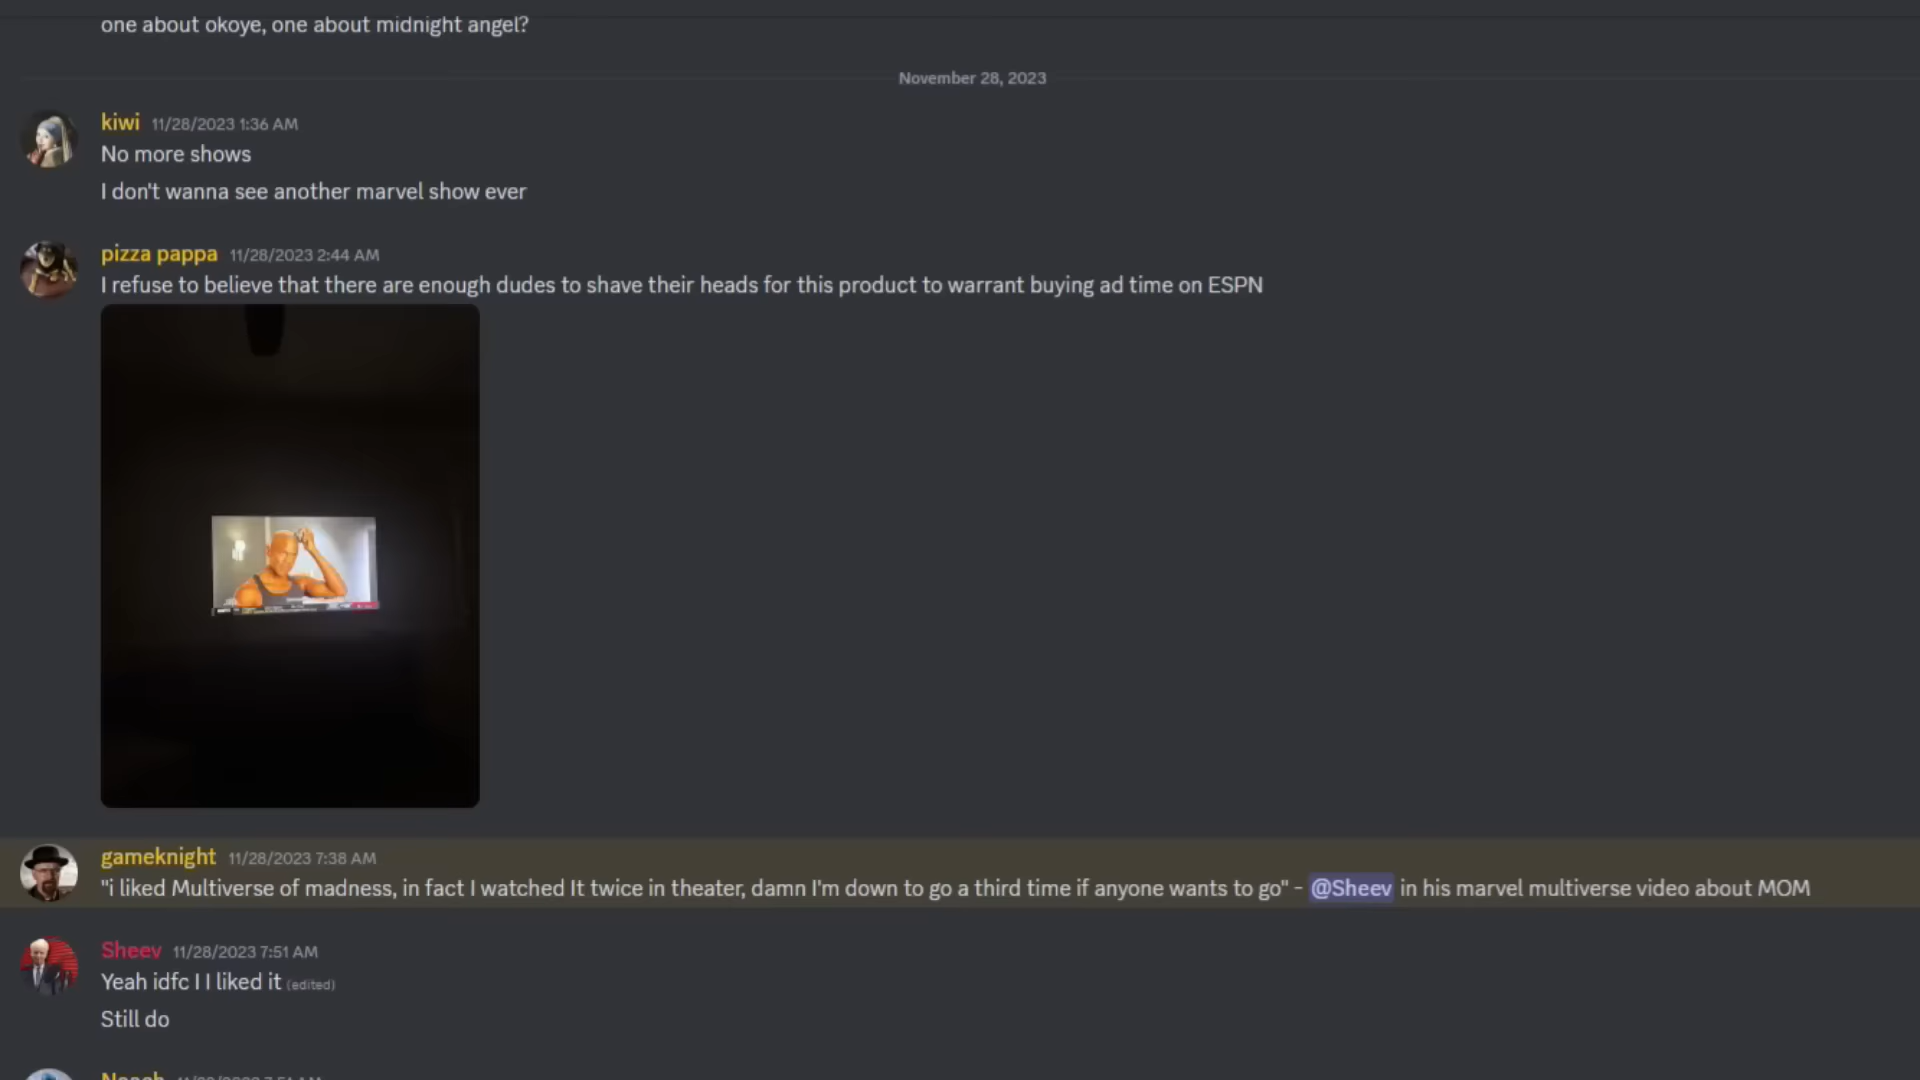 one about okoye, one about midnight angel?
November 28, 2023
kiwi 11/28/2023 1:36 AM
No more shows
I don't wanna see another marvel show ever
pizza pappa 11/28/2023 2:44 AM
I refuse to believe that there are enough dudes to shave their heads for this product to warrant buying ad time on ESPN
gameknight 11/28/2023 7:38 AM
"i liked Multiverse of madness, in fact I watched It twice in theater, damn I'm down to go a third time if anyone wants to go" - @Sheev in his marvel multiverse video about MOM
Sheev 11/28/2023 7:51 AM
Yeah idfc I I liked it (edited)
Still do